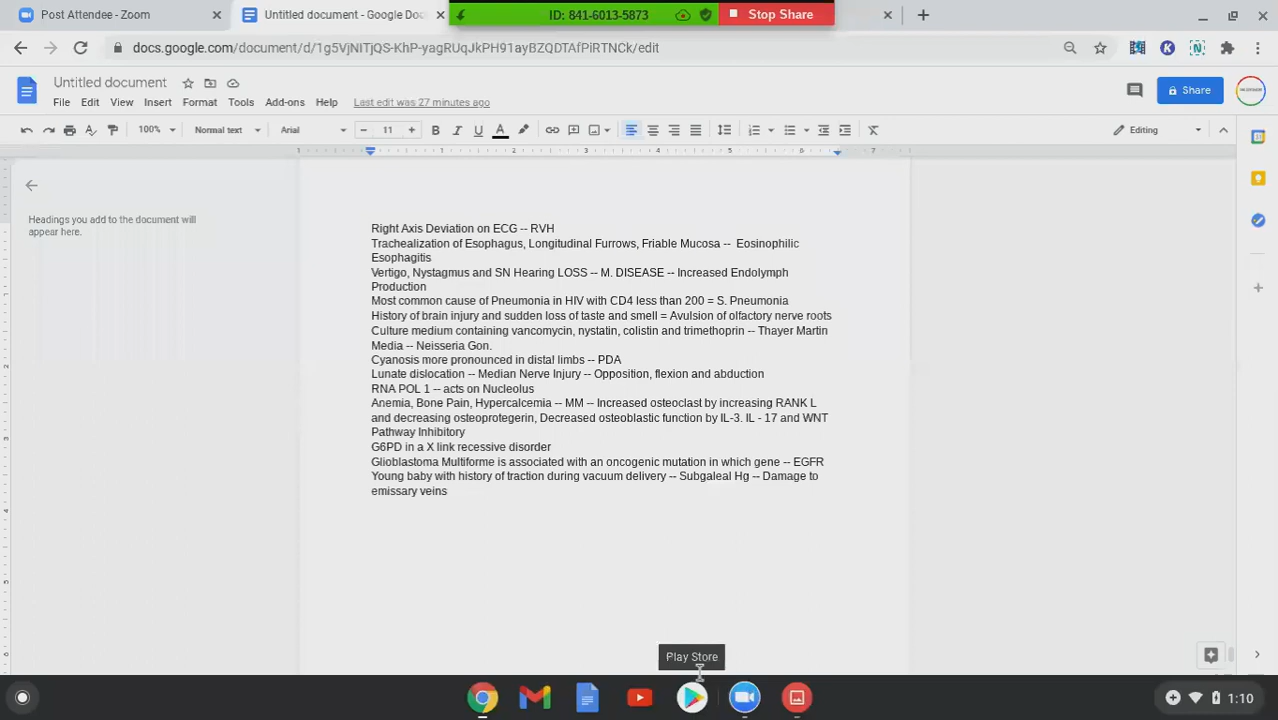 Post Attendee - Zoom
Untitled document - Google Doc
ID: 841-6013-5873
Stop Share
docs.google.com/document/d/1g5VjNITjQS-KhP-yagRUqJkPH91ayBZQDTAfPiRTNCk/edit
Untitled document
File Edit View Insert Format Tools Add-ons Help Last edit was 27 minutes ago
Share
100% Normal text Arial 11 Editing
Headings you add to the document will
appear here.
Right Axis Deviation on ECG -- RVH
Trachealization of Esophagus, Longitudinal Furrows, Friable Mucosa -- Eosinophilic
Esophagitis
Vertigo, Nystagmus and SN Hearing LOSS -- M. DISEASE -- Increased Endolymph
Production
Most common cause of Pneumonia in HIV with CD4 less than 200 = S. Pneumonia
History of brain injury and sudden loss of taste and smell = Avulsion of olfactory nerve roots
Culture medium containing vancomycin, nystatin, colistin and trimethoprin -- Thayer Martin
Media -- Neisseria Gon.
Cyanosis more pronounced in distal limbs -- PDA
Lunate dislocation -- Median Nerve Injury -- Opposition, flexion and abduction
RNA POL 1 -- acts on Nucleolus
Anemia, Bone Pain, Hypercalcemia -- MM -- Increased osteoclast by increasing RANK L
and decreasing osteoprotegerin, Decreased osteoblastic function by IL-3. IL - 17 and WNT
Pathway Inhibitory
G6PD in a X link recessive disorder
Glioblastoma Multiforme is associated with an oncogenic mutation in which gene -- EGFR
Young baby with history of traction during vacuum delivery -- Subgaleal Hg -- Damage to
emissary veins
Play Store
1:10